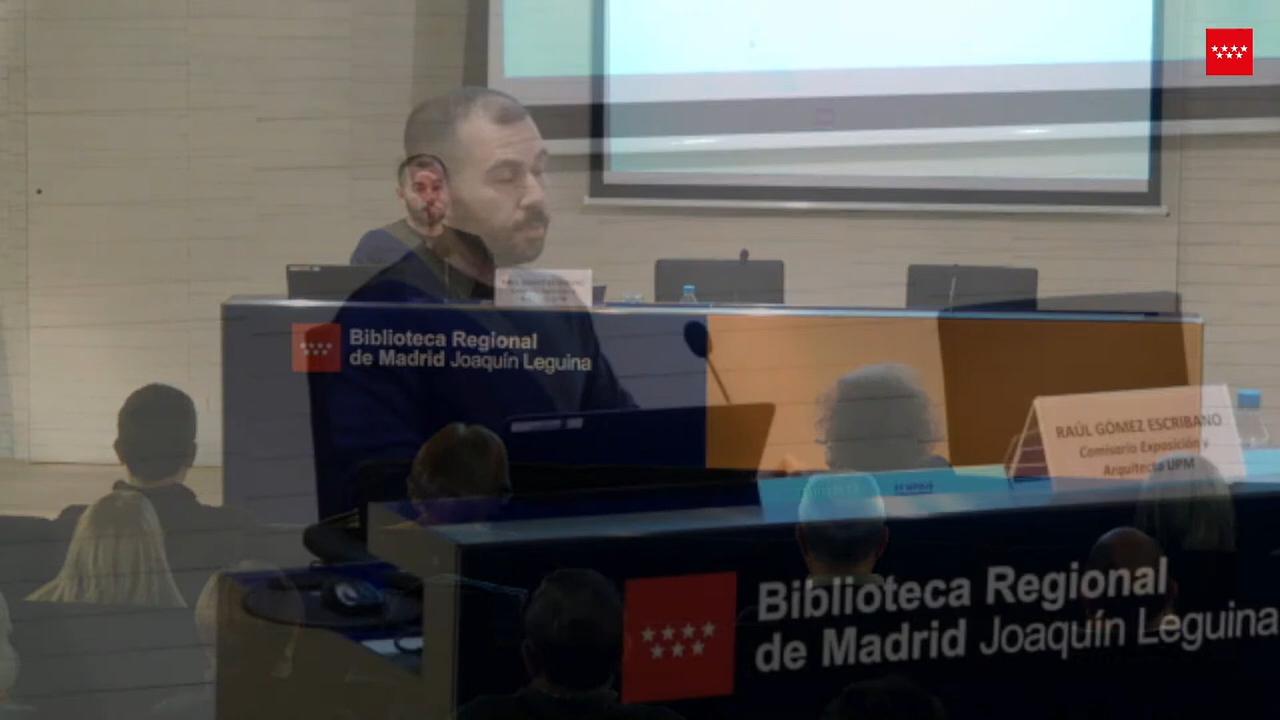 Biblioteca Regional
de Madrid Joaquín Leguina
RAÚL GÓMEZ ESCRIBANO
Comisario Exposición y
Arquitecto UPM
Biblioteca Regional
de Madrid Joaquín Leguina